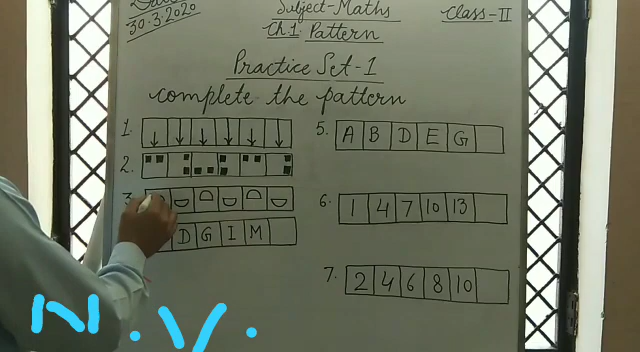 Date
30.3.2020
Subject-Maths
Class-II
Ch.1: Pattern
Practice Set-1
complete the pattern
1.
2.
3.
D G I M
5. A B D E G
6. 1 4 7 10 13
7. 2 4 6 8 10
N.V.